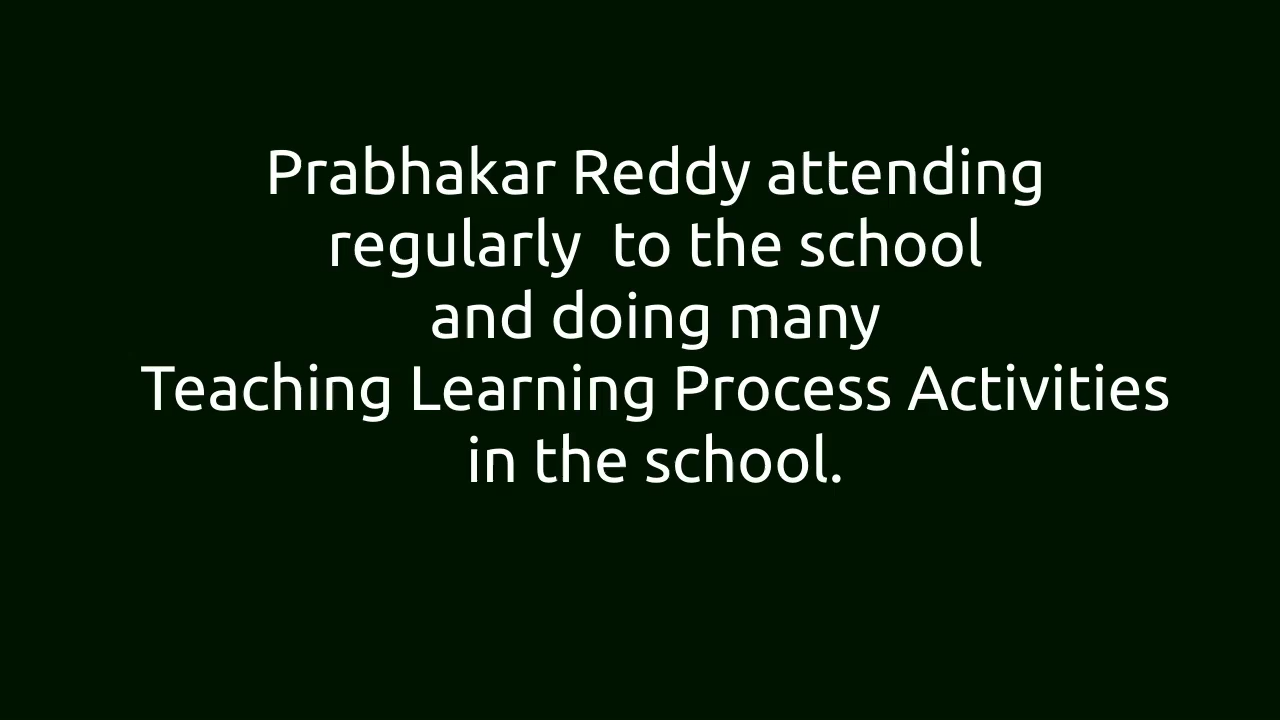 Prabhakar Reddy attending
regularly  to the school
and doing many
Teaching Learning Process Activities
in the school.